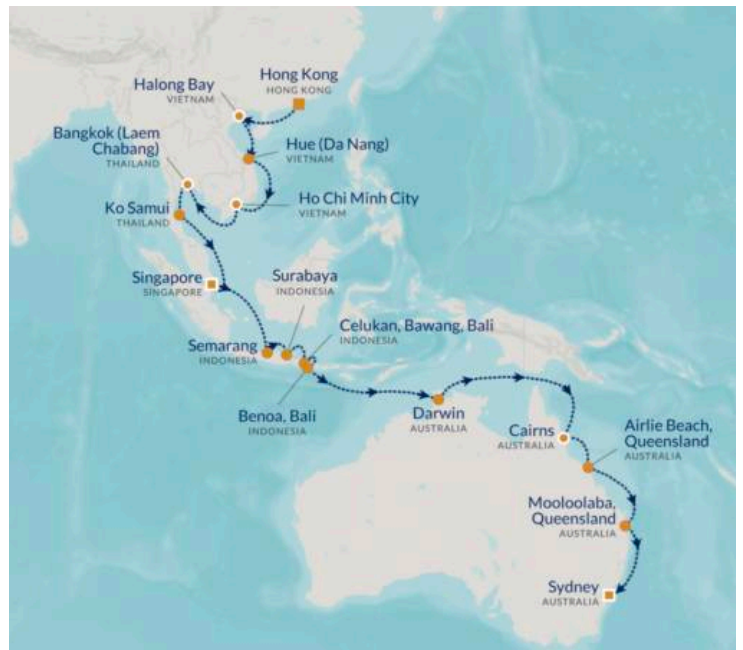 Hong Kong
HONG KONG
Halong Bay
VIETNAM
Hue (Da Nang)
VIETNAM
Bangkok (Laem
Chabang)
THAILAND
Ho Chi Minh City
VIETNAM
Ko Samui
THAILAND
Singapore
SINGAPORE
Surabaya
INDONESIA
Semarang
INDONESIA
Celukan, Bawang, Bali
INDONESIA
Benoa, Bali
INDONESIA
Darwin
AUSTRALIA
Cairns
AUSTRALIA
Airlie Beach,
Queensland
AUSTRALIA
Mooloolaba,
Queensland
AUSTRALIA
Sydney
AUSTRALIA